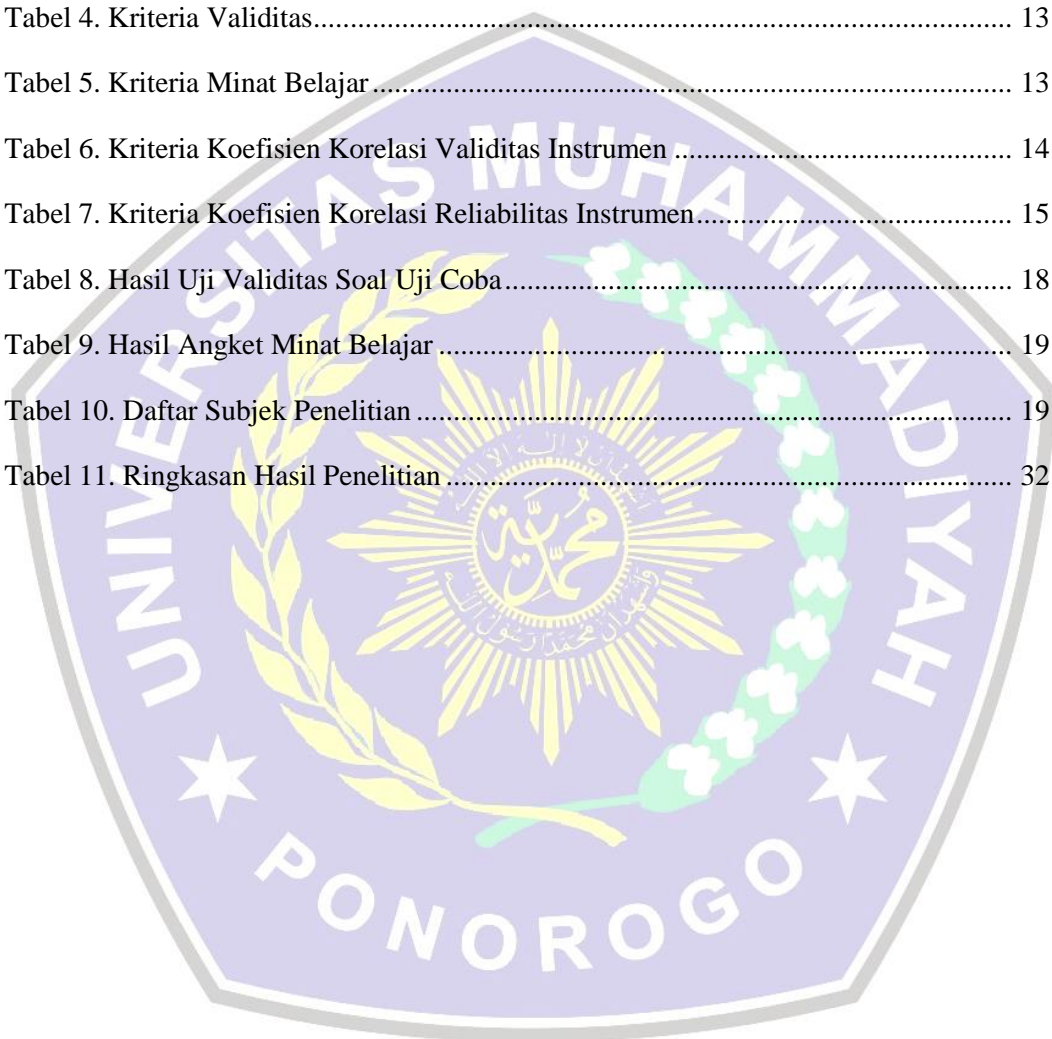 Tabel 4. Kriteria Validitas.................................................................................................... 13
Tabel 5. Kriteria Minat Belajar............................................................................................ 13
Tabel 6. Kriteria Koefisien Korelasi Validitas Instrumen .................................................. 14
Tabel 7. Kriteria Koefisien Korelasi Reliabilitas Instrumen............................................... 15
Tabel 8. Hasil Uji Validitas Soal Uji Coba......................................................................... 18
Tabel 9. Hasil Angket Minat Belajar .................................................................................. 19
Tabel 10. Daftar Subjek Penelitian ..................................................................................... 19
Tabel 11. Ringkasan Hasil Penelitian ................................................................................. 32
UNIVERSITAS MUHAMMADIYAH
PONOROGO
محمدية